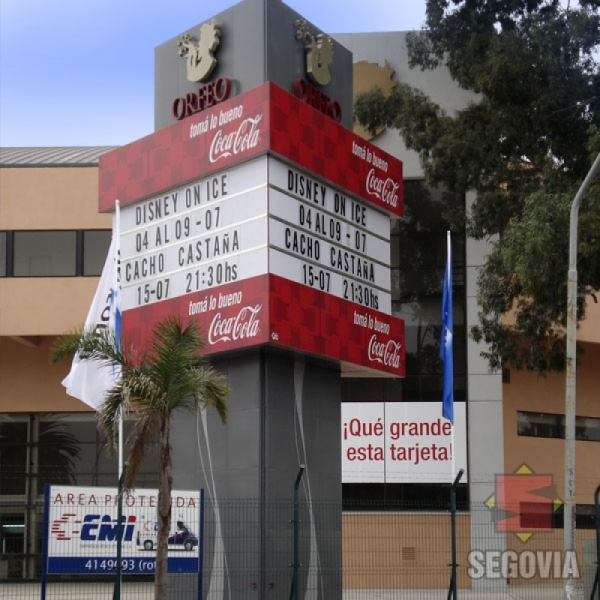 ORFEO
ORFEO
tomá lo bueno
Coca-Cola
tomá lo bueno
Coca-Cola
DISNEY ON ICE
04 AL 09-07
CACHO CASTAÑA
15-07 21:30hs
DISNEY ON ICE
04 AL 09-07
CACHO CASTAÑA
15-07 21:30hs
tomá lo bueno
Coca-Cola
tomá lo bueno
Coca-Cola
¡Qué grande
esta tarjeta!
AREA PROTEGIDA
EMI
4149693
S
SEGOVIA